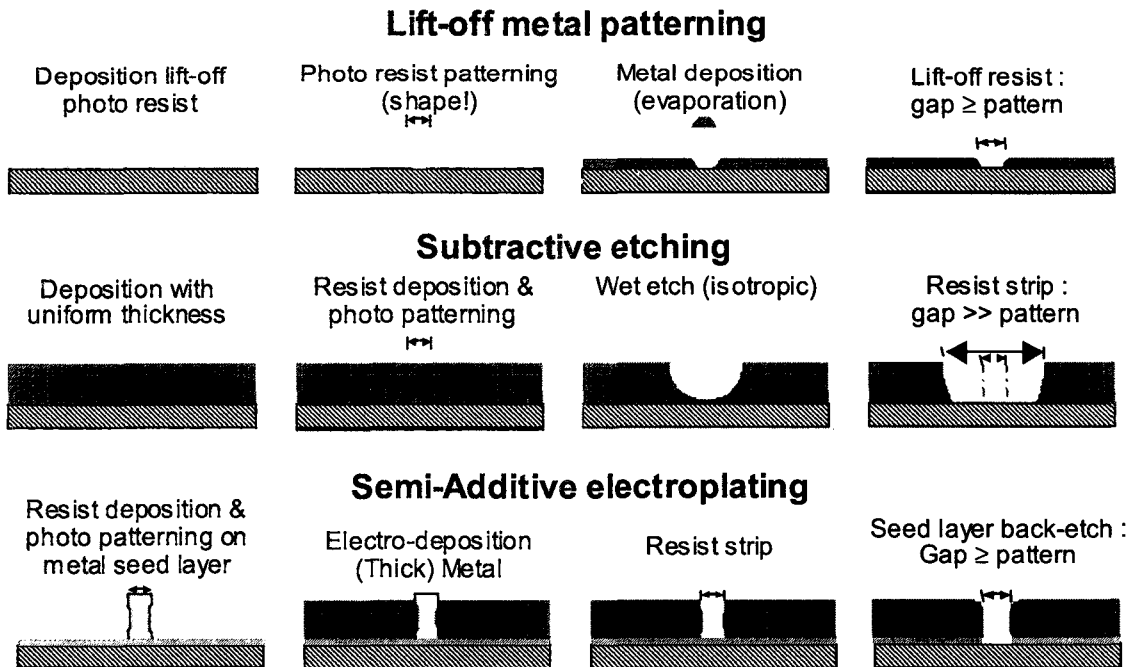 Lift-off metal patterning
Deposition lift-off
photo resist
Photo resist patterning
(shape!)
Metal deposition
(evaporation)
Lift-off resist :
gap ≥ pattern
Subtractive etching
Deposition with
uniform thickness
Resist deposition &
photo patterning
Wet etch (isotropic)
Resist strip :
gap >> pattern
Semi-Additive electroplating
Resist deposition &
photo patterning on
metal seed layer
Electro-deposition
(Thick) Metal
Resist strip
Seed layer back-etch :
Gap ≥ pattern